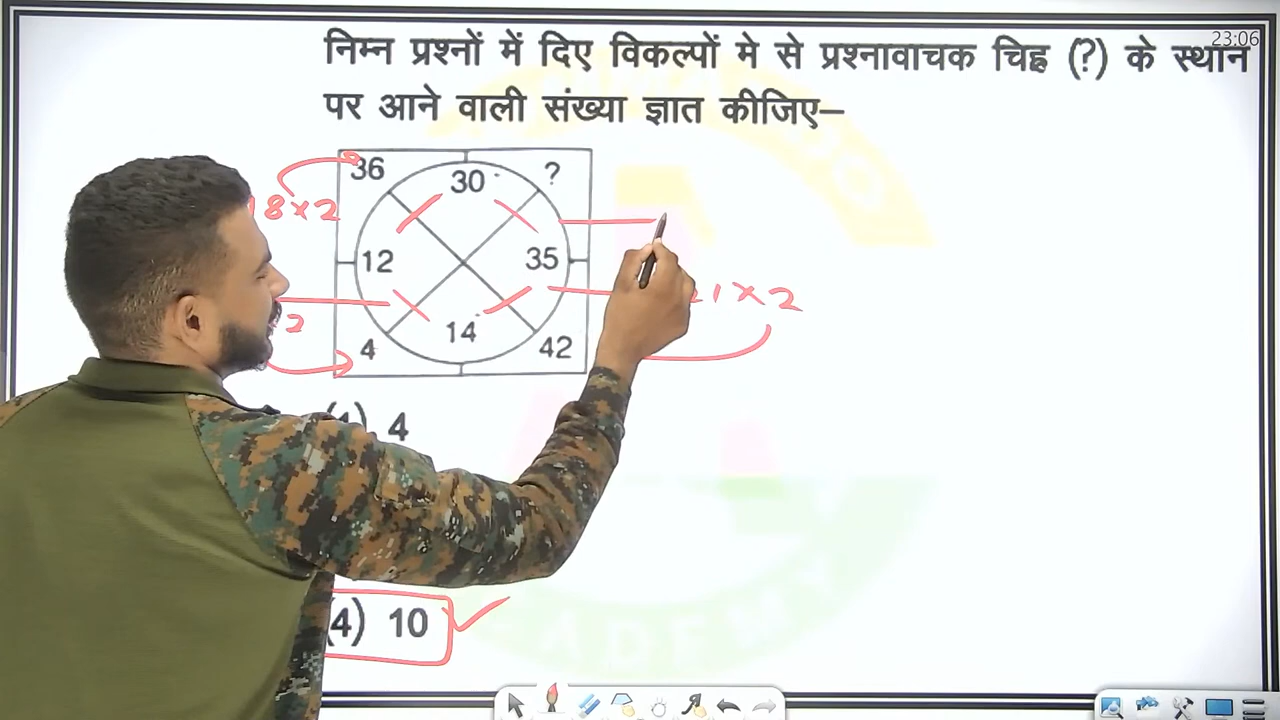 23:06
निम्न प्रश्नों में दिए विकल्पों मे से प्रश्नावाचक चिह्न (?) के स्थान
पर आने वाली संख्या ज्ञात कीजिए–
36 30 ?
18×2
12 35
21×2
2
4 14 42
(1) 4
(4) 10